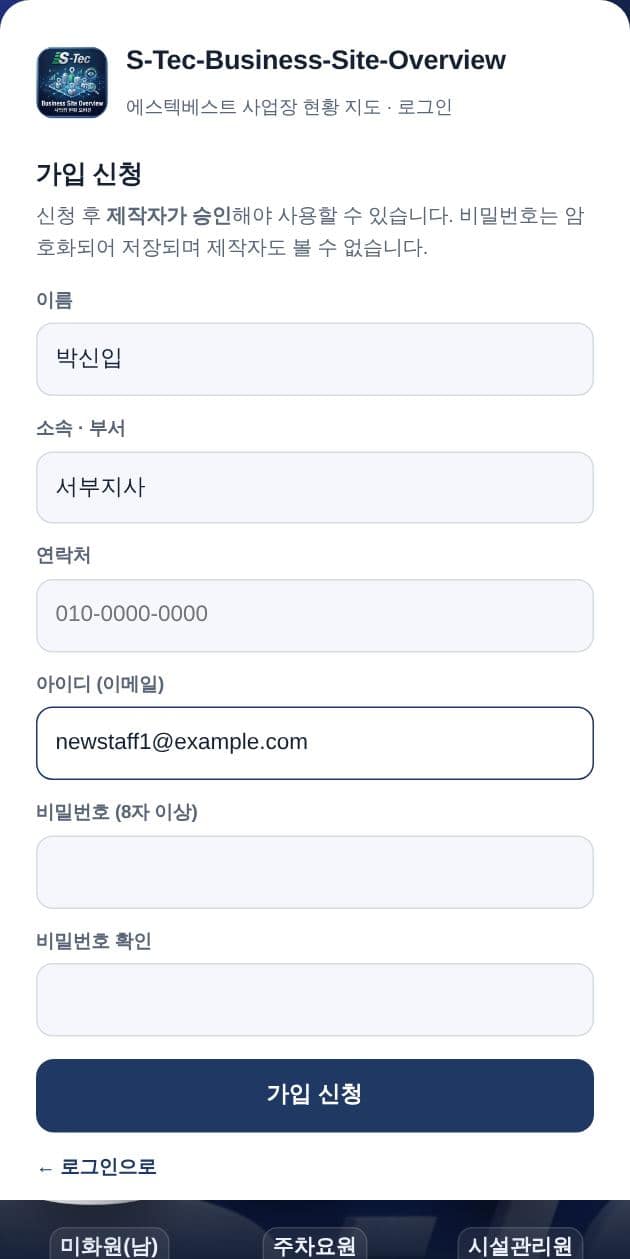 S-Tec
Business Site Overview
S-Tec-Business-Site-Overview
에스텍베스트 사업장 현황 지도 · 로그인
가입 신청
신청 후 제작자가 승인해야 사용할 수 있습니다. 비밀번호는 암
호화되어 저장되며 제작자도 볼 수 없습니다.
이름
박신입
소속 · 부서
서부지사
연락처
010-0000-0000
아이디 (이메일)
newstaff1@example.com
비밀번호 (8자 이상)
비밀번호 확인
가입 신청
← 로그인으로
미화원(남)
주차요원
시설관리원